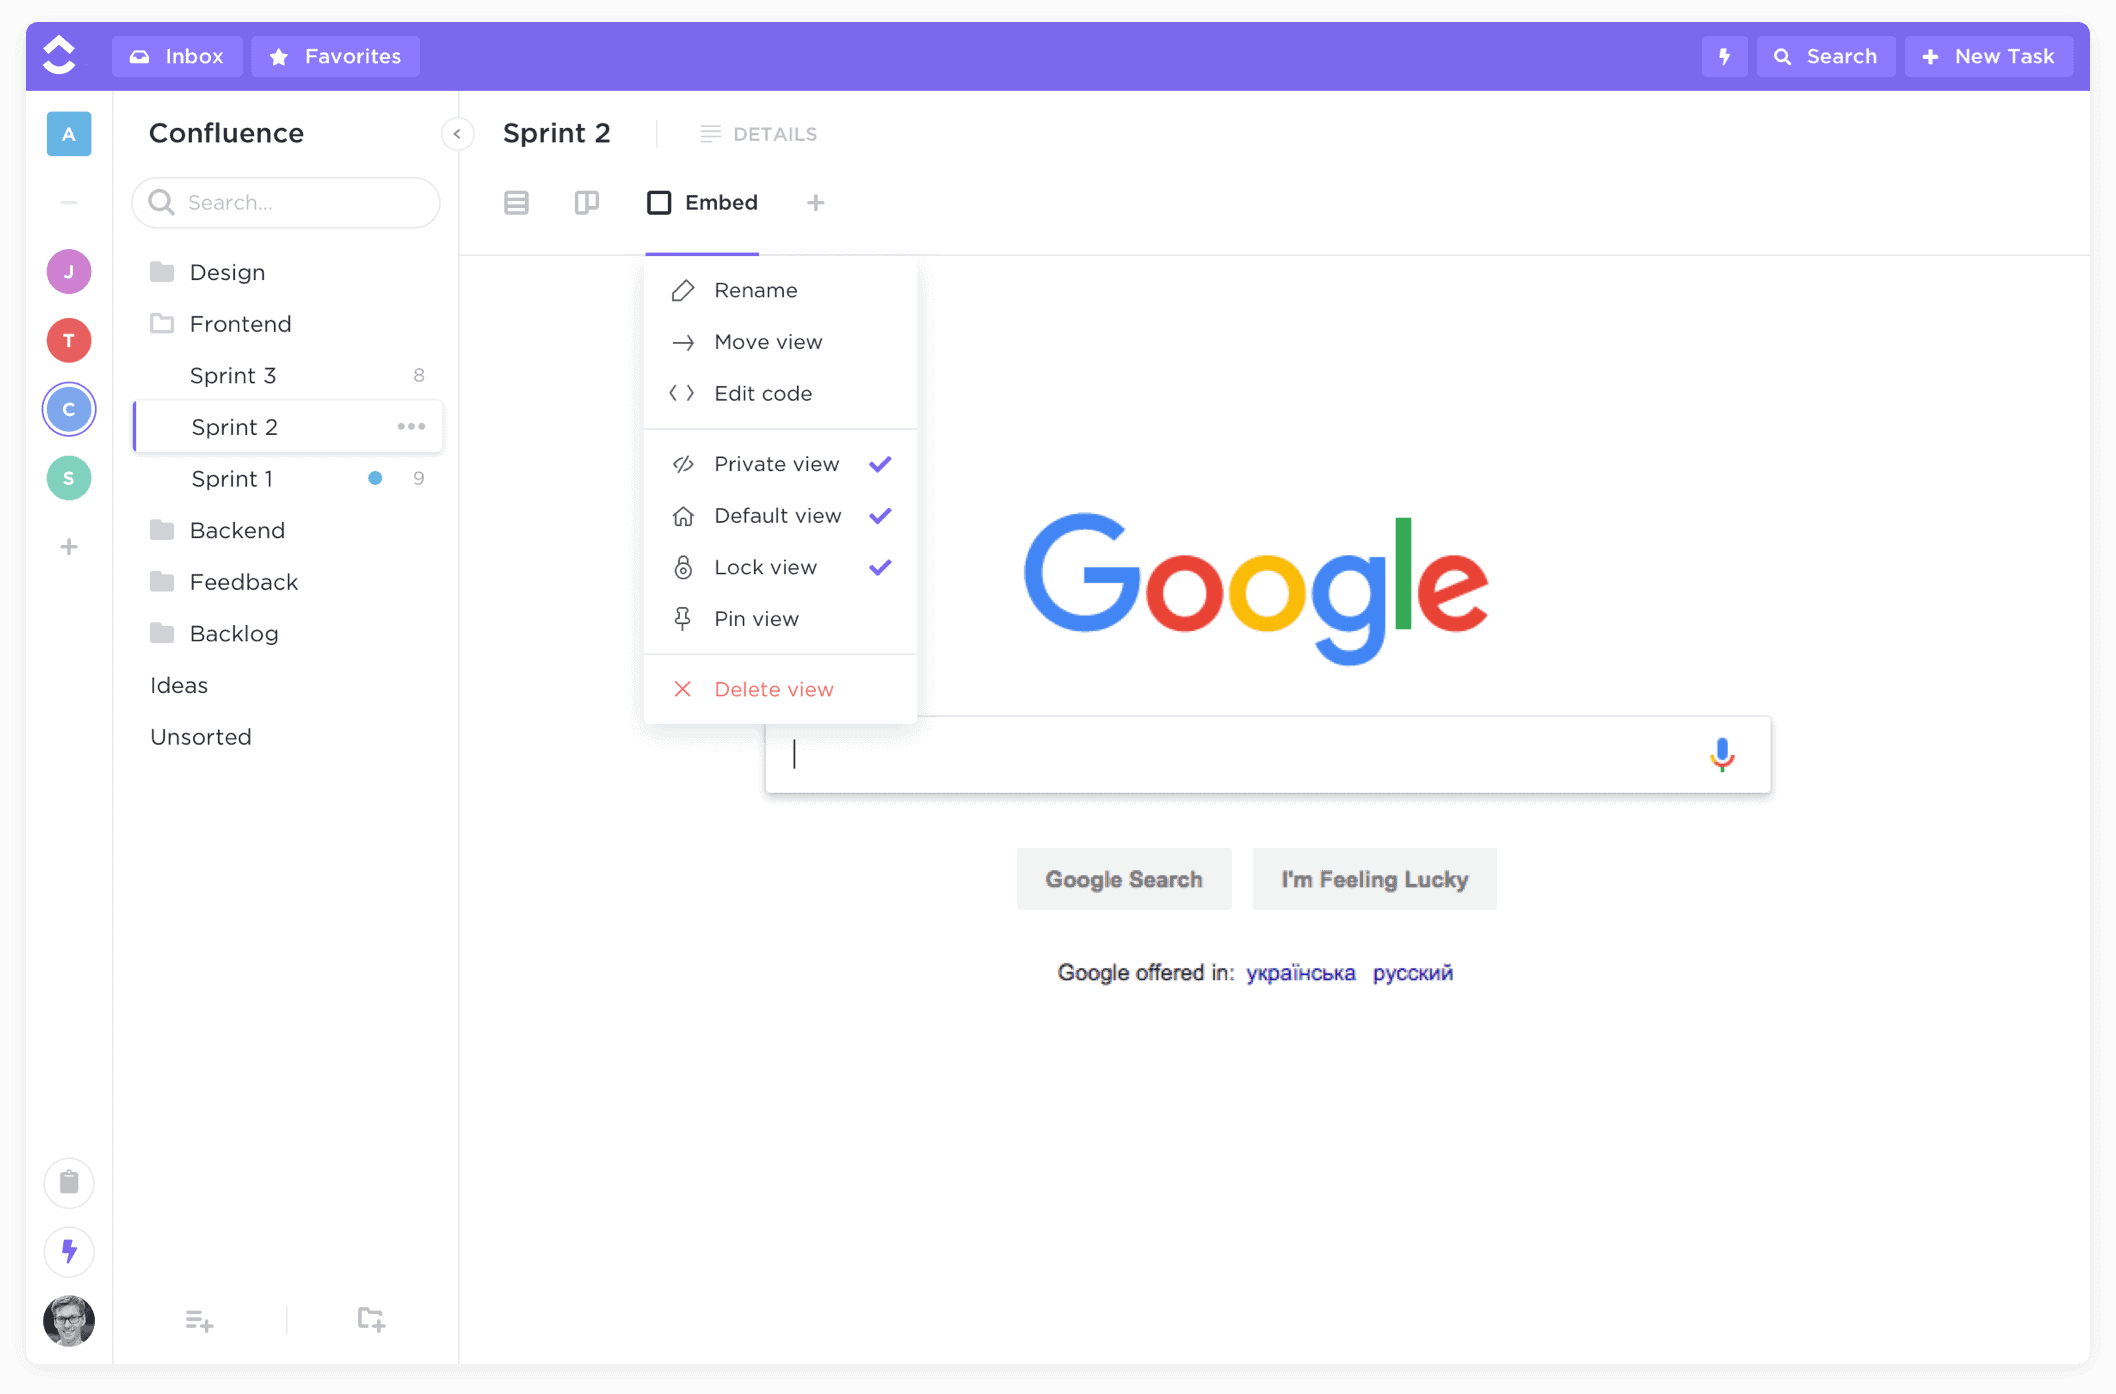 Inbox
Favorites
Search
New Task
A
J
T
C
S
Confluence
Search...
Design
Frontend
Sprint 3 8
Sprint 2
Sprint 1 9
Backend
Feedback
Backlog
Ideas
Unsorted
Sprint 2
DETAILS
Embed
Rename
Move view
Edit code
Private view
Default view
Lock view
Pin view
Delete view
Google
Google Search
I'm Feeling Lucky
Google offered in: українська русский